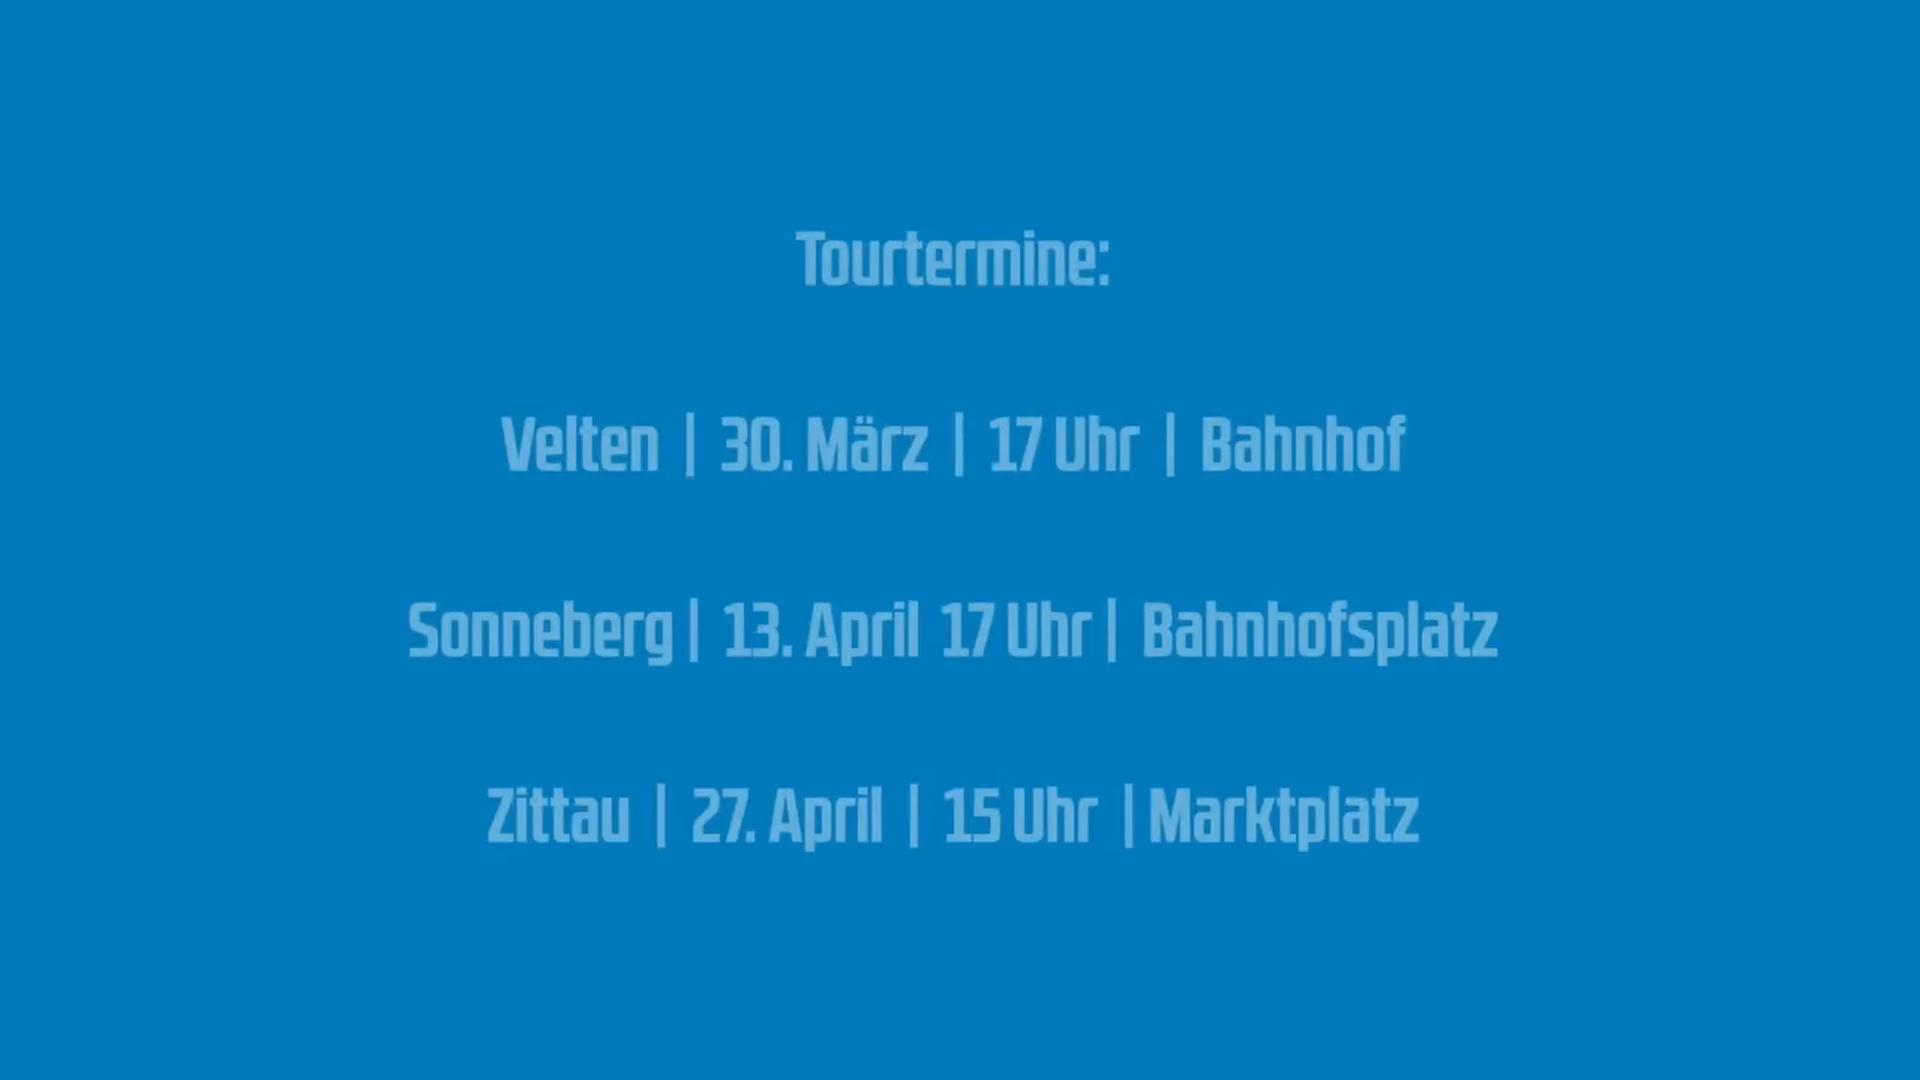 Tourtermine:
Velten | 30. März | 17 Uhr | Bahnhof
Sonneberg | 13. April 17 Uhr | Bahnhofsplatz
Zittau | 27. April | 15 Uhr | Marktplatz